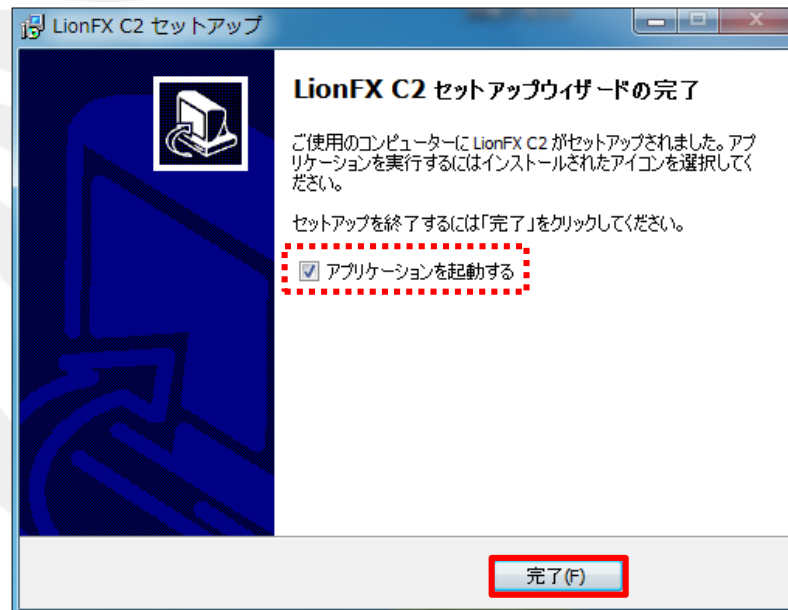 LionFX C2 セットアップ
LionFX C2 セットアップウィザードの完了
ご使用のコンピューターに LionFX C2 がセットアップされました。アプ
リケーションを実行するにはインストールされたアイコンを選択してく
ださい。
セットアップを終了するには「完了」をクリックしてください。
アプリケーションを起動する
完了(F)